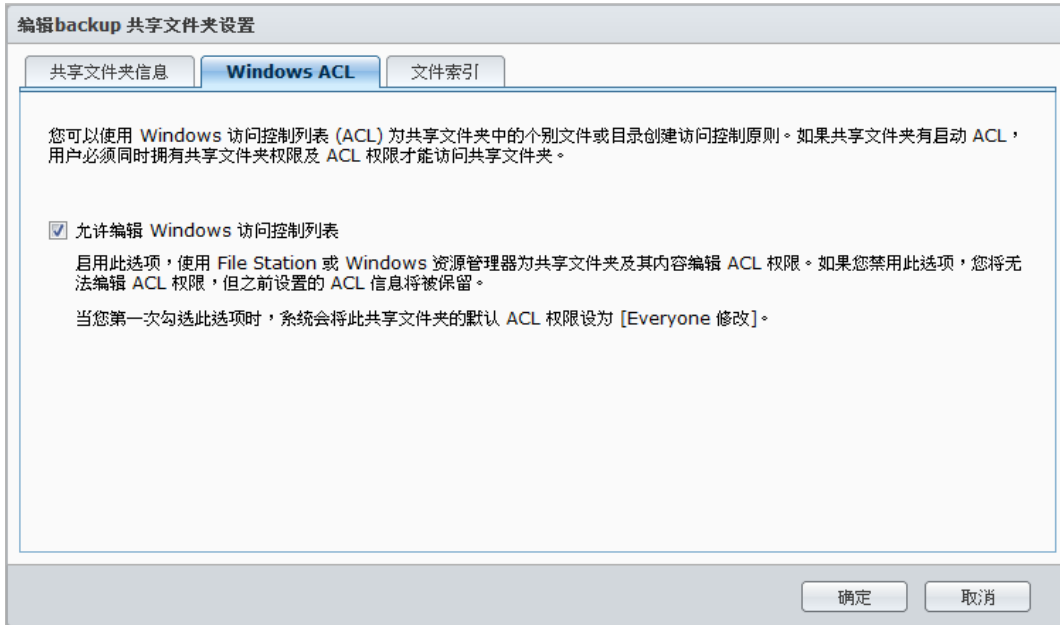 编辑backup 共享文件夹设置
共享文件夹信息
Windows ACL
文件索引
您可以使用 Windows 访问控制列表 (ACL) 为共享文件夹中的个别文件或目录创建访问控制原则。如果共享文件夹有启动 ACL，
用户必须同时拥有共享文件夹权限及 ACL 权限才能访问共享文件夹。
允许编辑 Windows 访问控制列表
启用此选项，使用 File Station 或 Windows 资源管理器为共享文件夹及其内容编辑 ACL 权限。如果您禁用此选项，您将无
法编辑 ACL 权限，但之前设置的 ACL 信息将被保留。
当您第一次勾选此选项时，系统会将此共享文件夹的默认 ACL 权限设为 [Everyone 修改]。
确定
取消